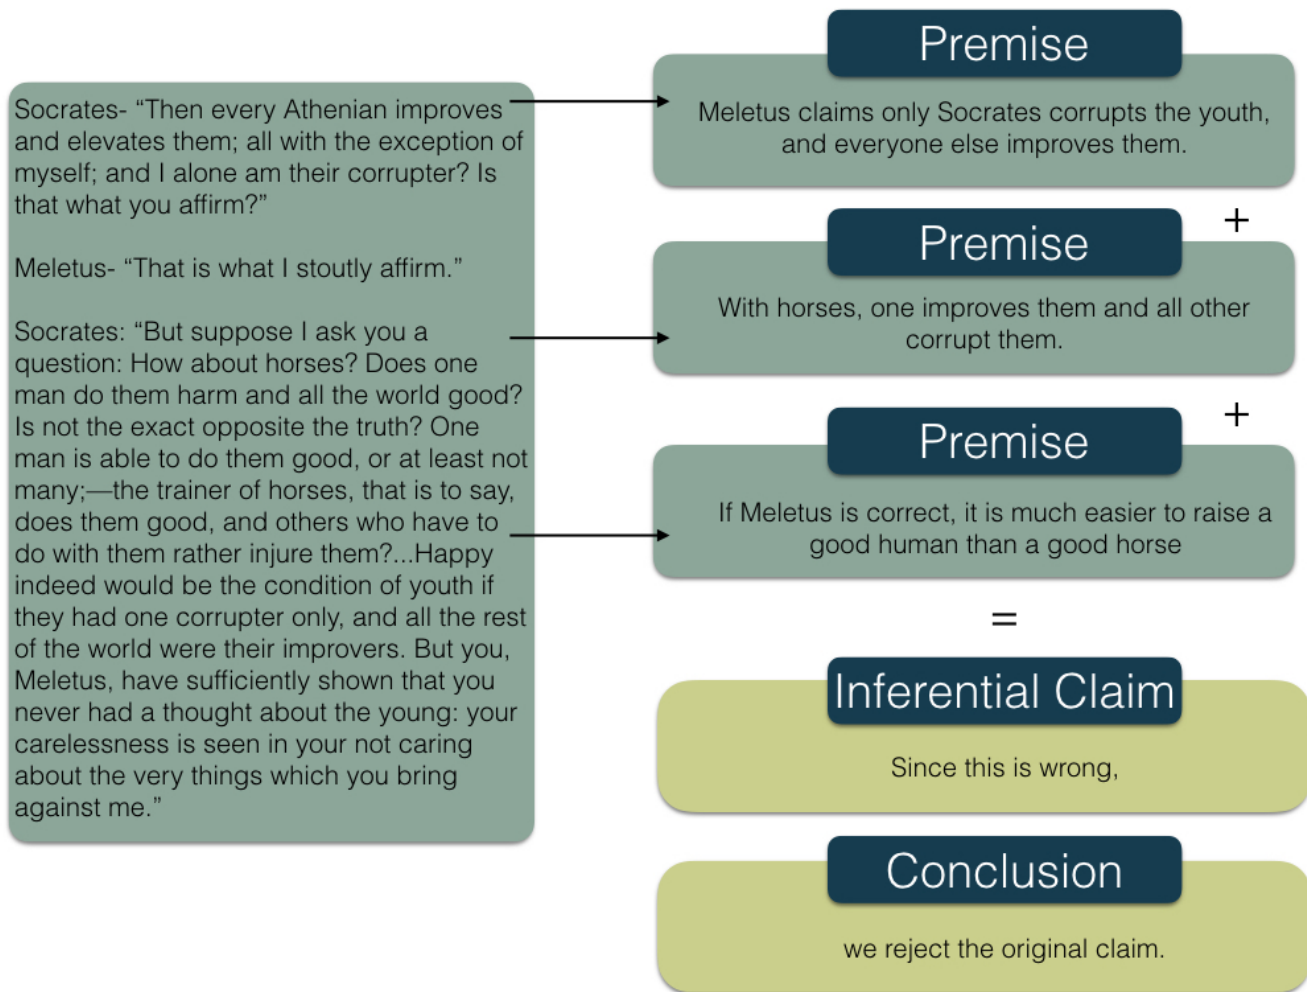 Socrates- “Then every Athenian improves
and elevates them; all with the exception of
myself; and I alone am their corrupter? Is
that what you affirm?”
Meletus- “That is what I stoutly affirm.”
Socrates: “But suppose I ask you a
question: How about horses? Does one
man do them harm and all the world good?
Is not the exact opposite the truth? One
man is able to do them good, or at least not
many;—the trainer of horses, that is to say,
does them good, and others who have to
do with them rather injure them?...Happy
indeed would be the condition of youth if
they had one corrupter only, and all the rest
of the world were their improvers. But you,
Meletus, have sufficiently shown that you
never had a thought about the young: your
carelessness is seen in your not caring
about the very things which you bring
against me.”
Premise
Meletus claims only Socrates corrupts the youth,
and everyone else improves them.
+
Premise
With horses, one improves them and all other
corrupt them.
+
Premise
If Meletus is correct, it is much easier to raise a
good human than a good horse
=
Inferential Claim
Since this is wrong,
Conclusion
we reject the original claim.